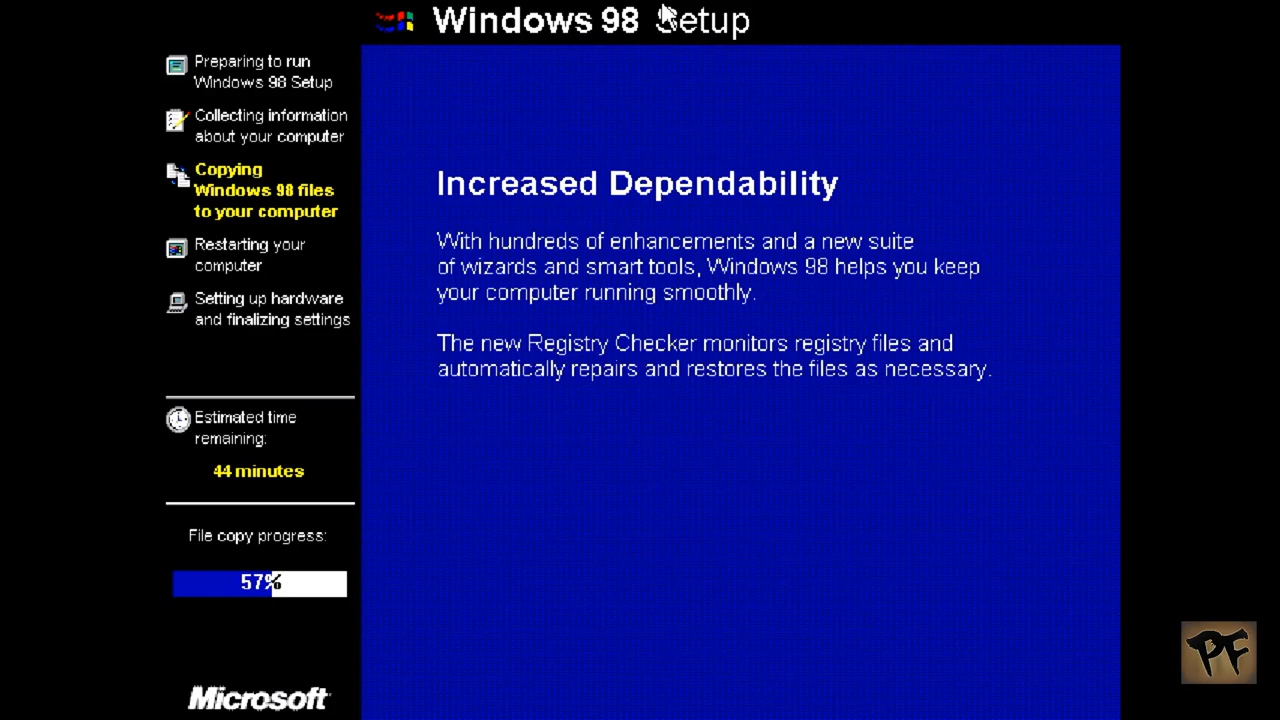 Windows 98 Setup
Preparing to run
Windows 98 Setup
Collecting information
about your computer
Copying
Windows 98 files
to your computer
Restarting your
computer
Setting up hardware
and finalizing settings
Estimated time
remaining:
44 minutes
File copy progress:
57%
Microsoft
Increased Dependability
With hundreds of enhancements and a new suite
of wizards and smart tools, Windows 98 helps you keep
your computer running smoothly.
The new Registry Checker monitors registry files and
automatically repairs and restores the files as necessary.
PF